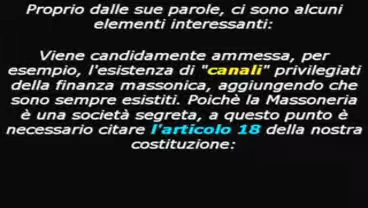 Proprio dalle sue parole, ci sono alcuni
elementi interessanti:
Viene candidamente ammessa, per
esempio, l'esistenza di "canali" privilegiati
della finanza massonica, aggiungendo che
sono sempre esistiti. Poichè la Massoneria
è una società segreta, a questo punto è
necessario citare l'articolo 18 della nostra
costituzione: